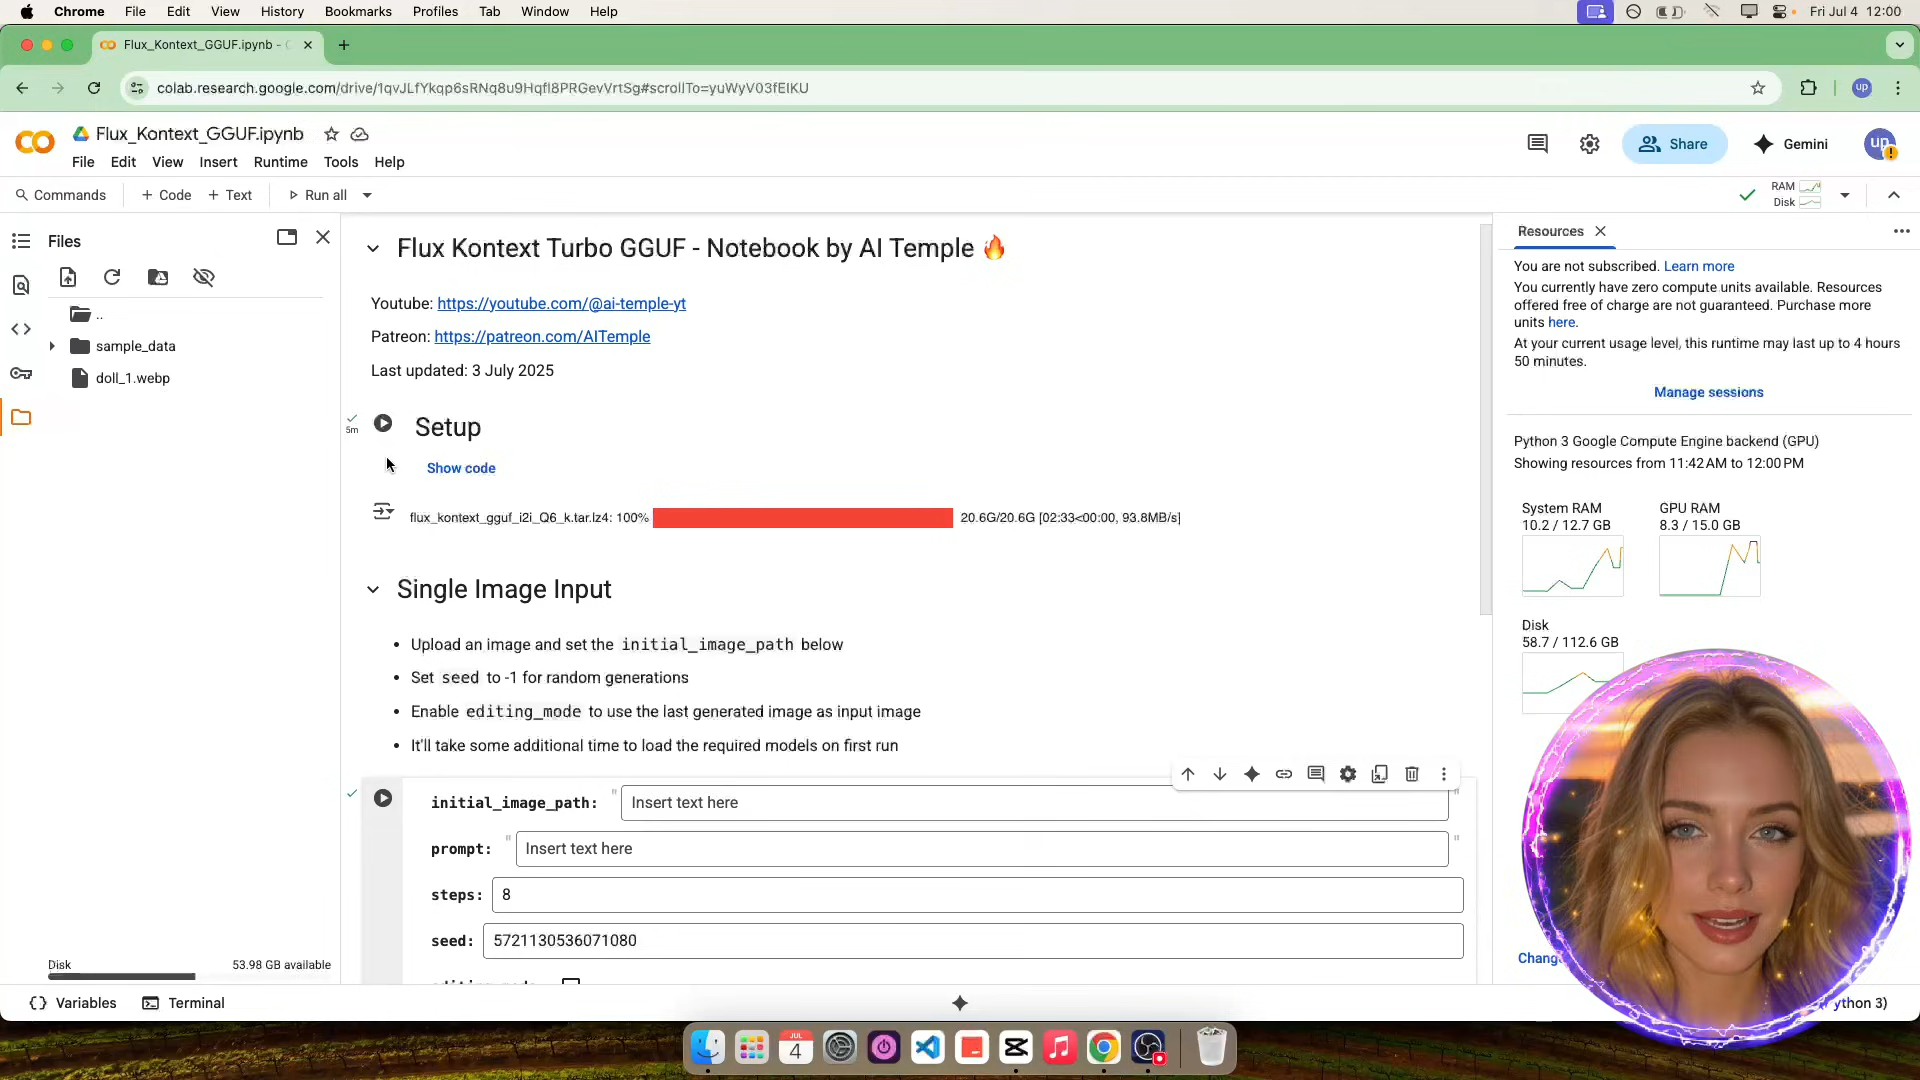 Chrome File Edit View History Bookmarks Profiles Tab Window Help Fri Jul 4 12:00
Flux_Kontext_GGUF.ipynb - C
colab.research.google.com/drive/1qvJLfYkqp6sRNq8u9Hqfl8PRGevVrtSg#scrollTo=yuWyV03fEIKU
up
CO Flux_Kontext_GGUF.ipynb
Share Gemini up
File Edit View Insert Runtime Tools Help
Commands + Code + Text Run all
RAM
Disk
Files
..
sample_data
doll_1.webp
Disk 53.98 GB available
Flux Kontext Turbo GGUF - Notebook by AI Temple 🔥
Youtube: https://youtube.com/@ai-temple-yt
Patreon: https://patreon.com/AITemple
Last updated: 3 July 2025
5m
Setup
Show code
flux_kontext_gguf_i2i_Q6_k.tar.lz4: 100% 20.6G/20.6G [02:33<00:00, 93.8MB/s]
Single Image Input
• Upload an image and set the initial_image_path below
• Set seed to -1 for random generations
• Enable editing_mode to use the last generated image as input image
• It'll take some additional time to load the required models on first run
initial_image_path: " Insert text here "
prompt: " Insert text here "
steps: 8
seed: 5721130536071080
Resources
You are not subscribed. Learn more
You currently have zero compute units available. Resources
offered free of charge are not guaranteed. Purchase more
units here.
At your current usage level, this runtime may last up to 4 hours
50 minutes.
Manage sessions
Python 3 Google Compute Engine backend (GPU)
Showing resources from 11:42 AM to 12:00 PM
System RAM
10.2 / 12.7 GB
GPU RAM
8.3 / 15.0 GB
Disk
58.7 / 112.6 GB
Chang
Variables Terminal
ython 3)
JUL
4